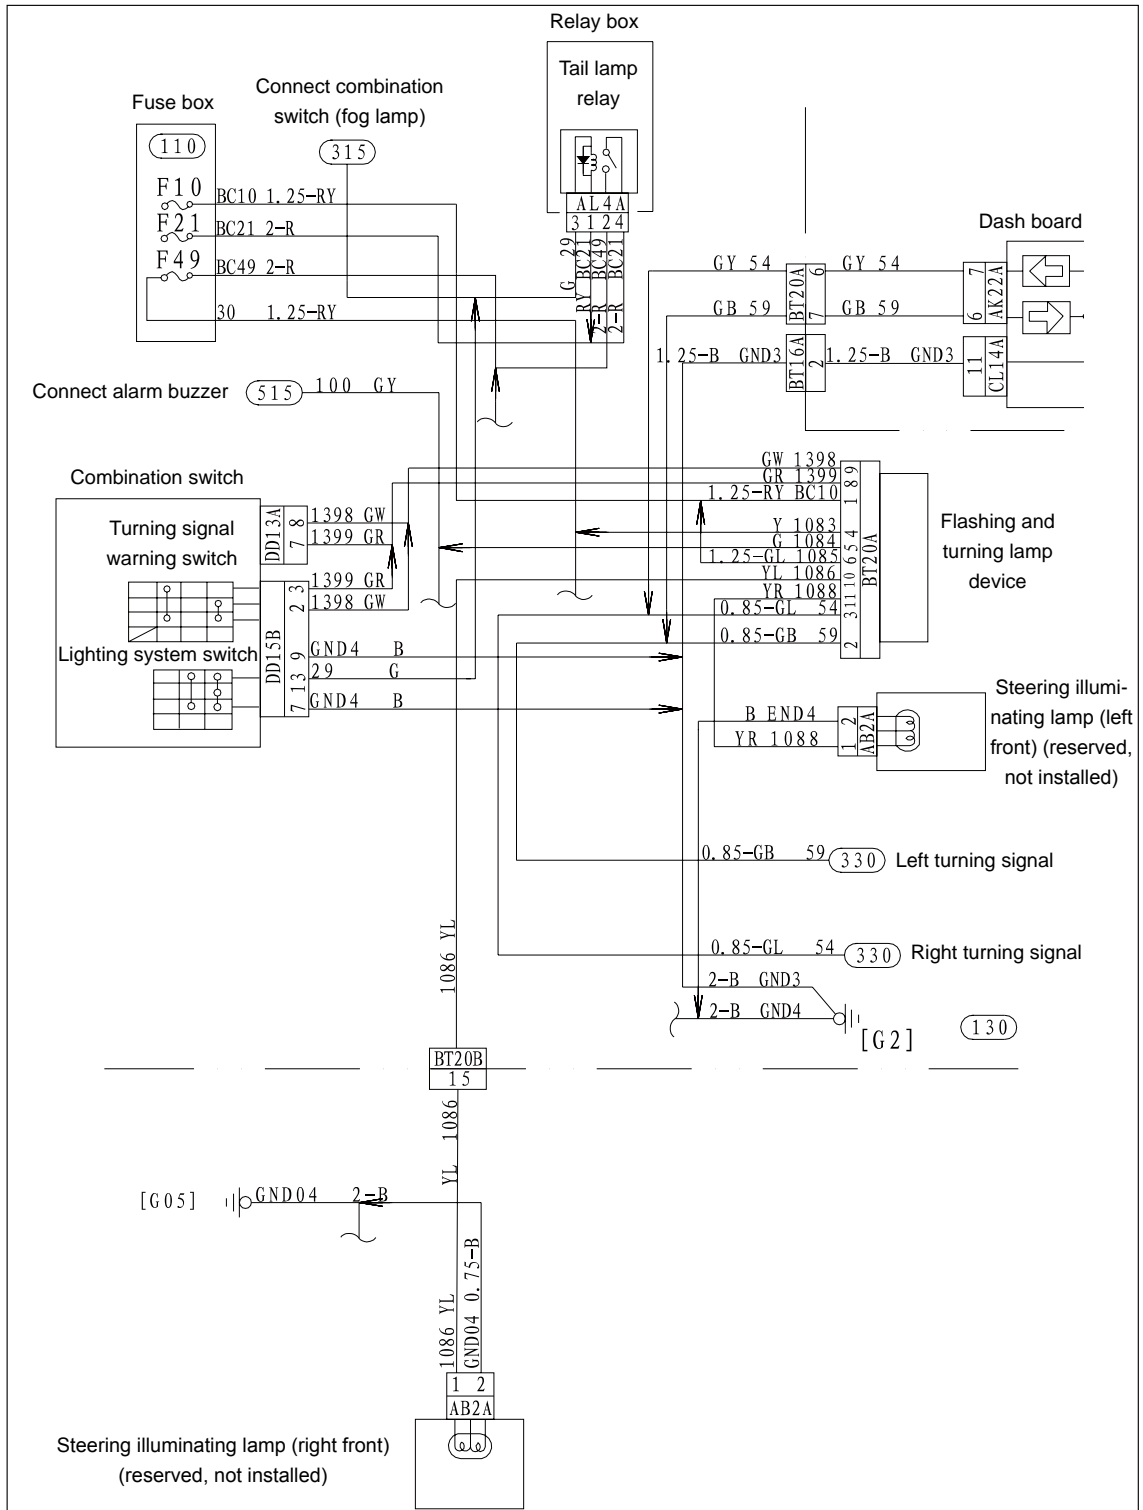 Relay box
Tail lamp
relay
Connect combination
switch (fog lamp)
Fuse box
110
315
F10
BC10 1.25-RY
F21
BC21 2-R
F49
BC49 2-R
30 1.25-RY
AL4A
3124
G 29
RY BC21
2-R BC49
2-R BC21
Dash board
GY 54
BT20A
6
GY 54
7
AK22A
GB 59
7
GB 59
6
1.25-B GND3
BT16A
2
1.25-B GND3
11
CL14A
Connect alarm buzzer
515
100 GY
Combination switch
Turning signal
warning switch
DD13A
8
7
1398 GW
1399 GR
3
2
1399 GR
1398 GW
Lighting system switch
DD15B
9
13
7
GND4 B
29 G
GND4 B
GW 1398
GR 1399
1.25-RY BC10
Y 1083
G 1084
1.25-GL 1085
YL 1086
YR 1088
0.85-GL 54
0.85-GB 59
9
8
1
4
5
6
10
11
3
2
BT20A
Flashing and
turning lamp
device
B END4
YR 1088
2
1
AB2A
Steering illumi-
nating lamp (left
front) (reserved,
not installed)
0.85-GB 59
330
Left turning signal
0.85-GL 54
330
Right turning signal
2-B GND3
2-B GND4
[G2]
130
1086 YL
BT20B
15
YL 1086
[G05]
GND04 2-B
1086 YL
GND04 0.75-B
1 2
AB2A
Steering illuminating lamp (right front)
(reserved, not installed)